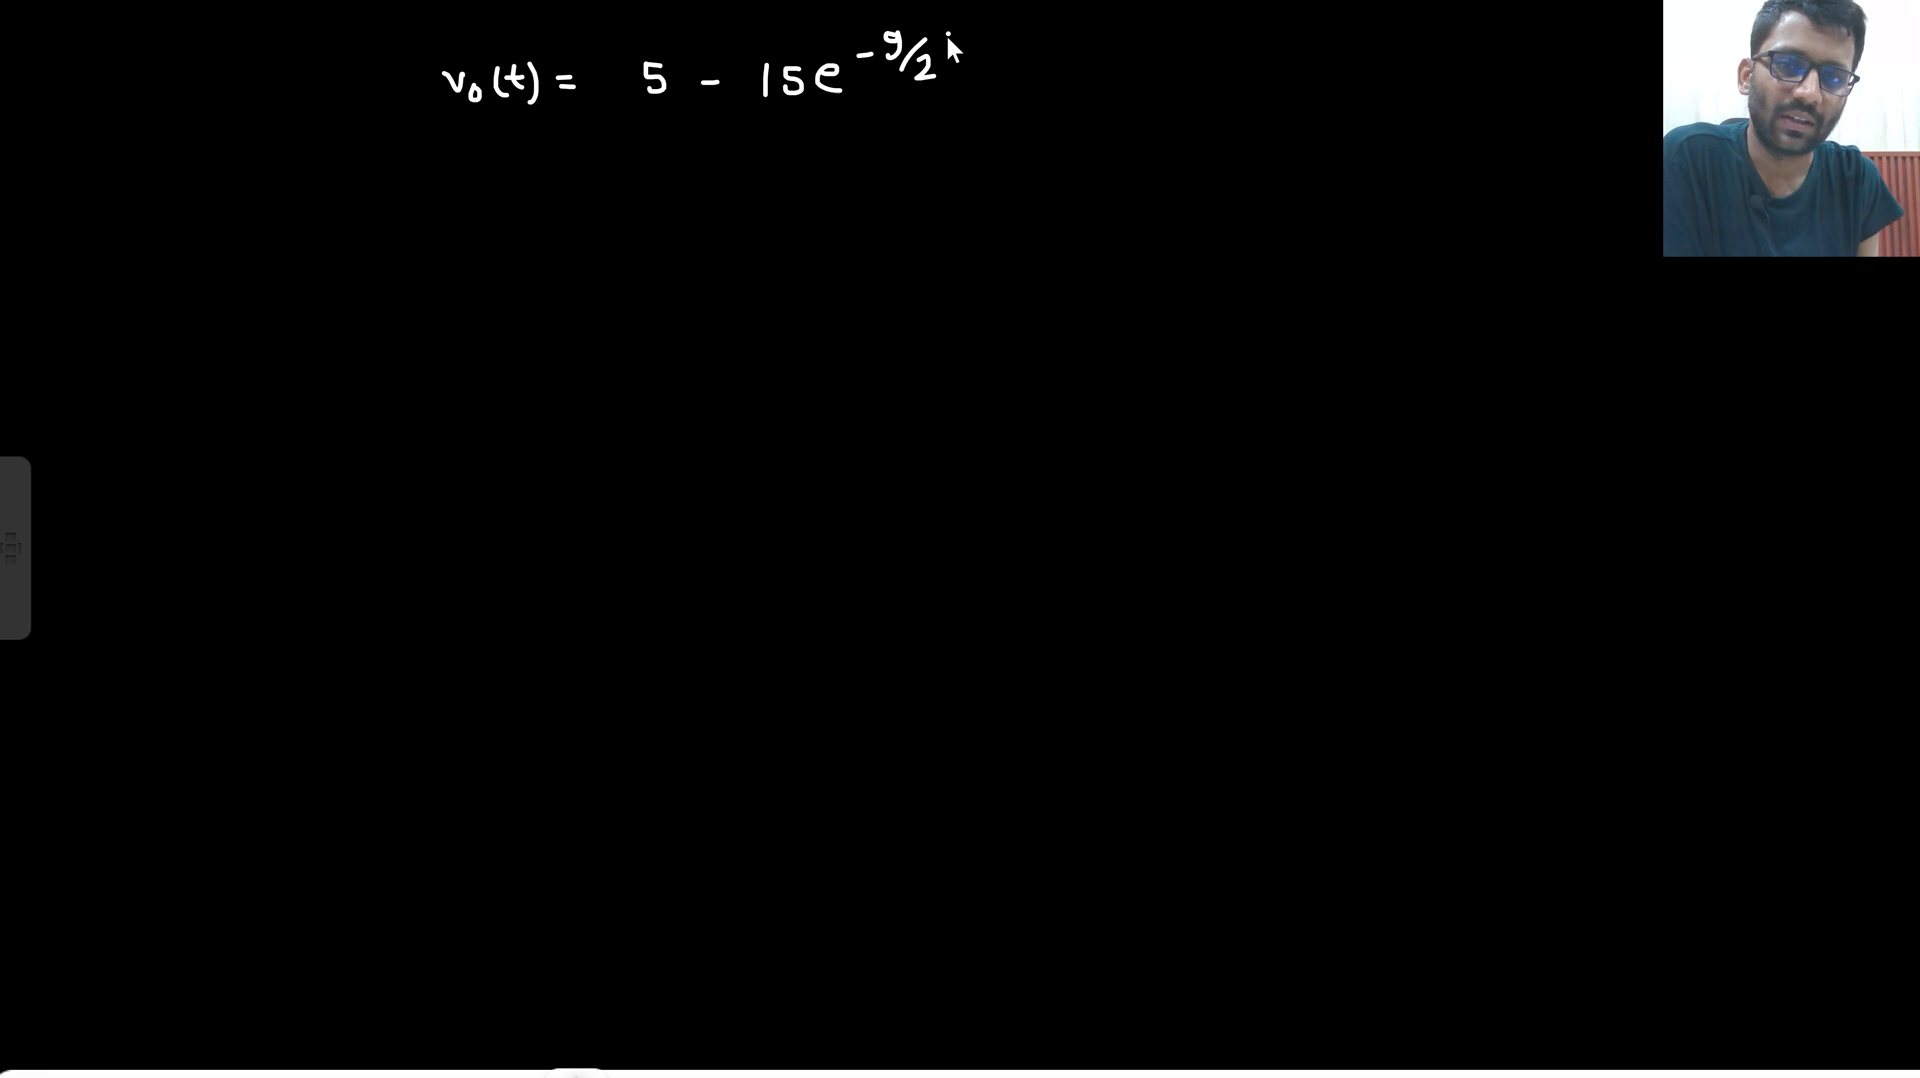 v₀(t) = 5 - 15e^{-9/2}